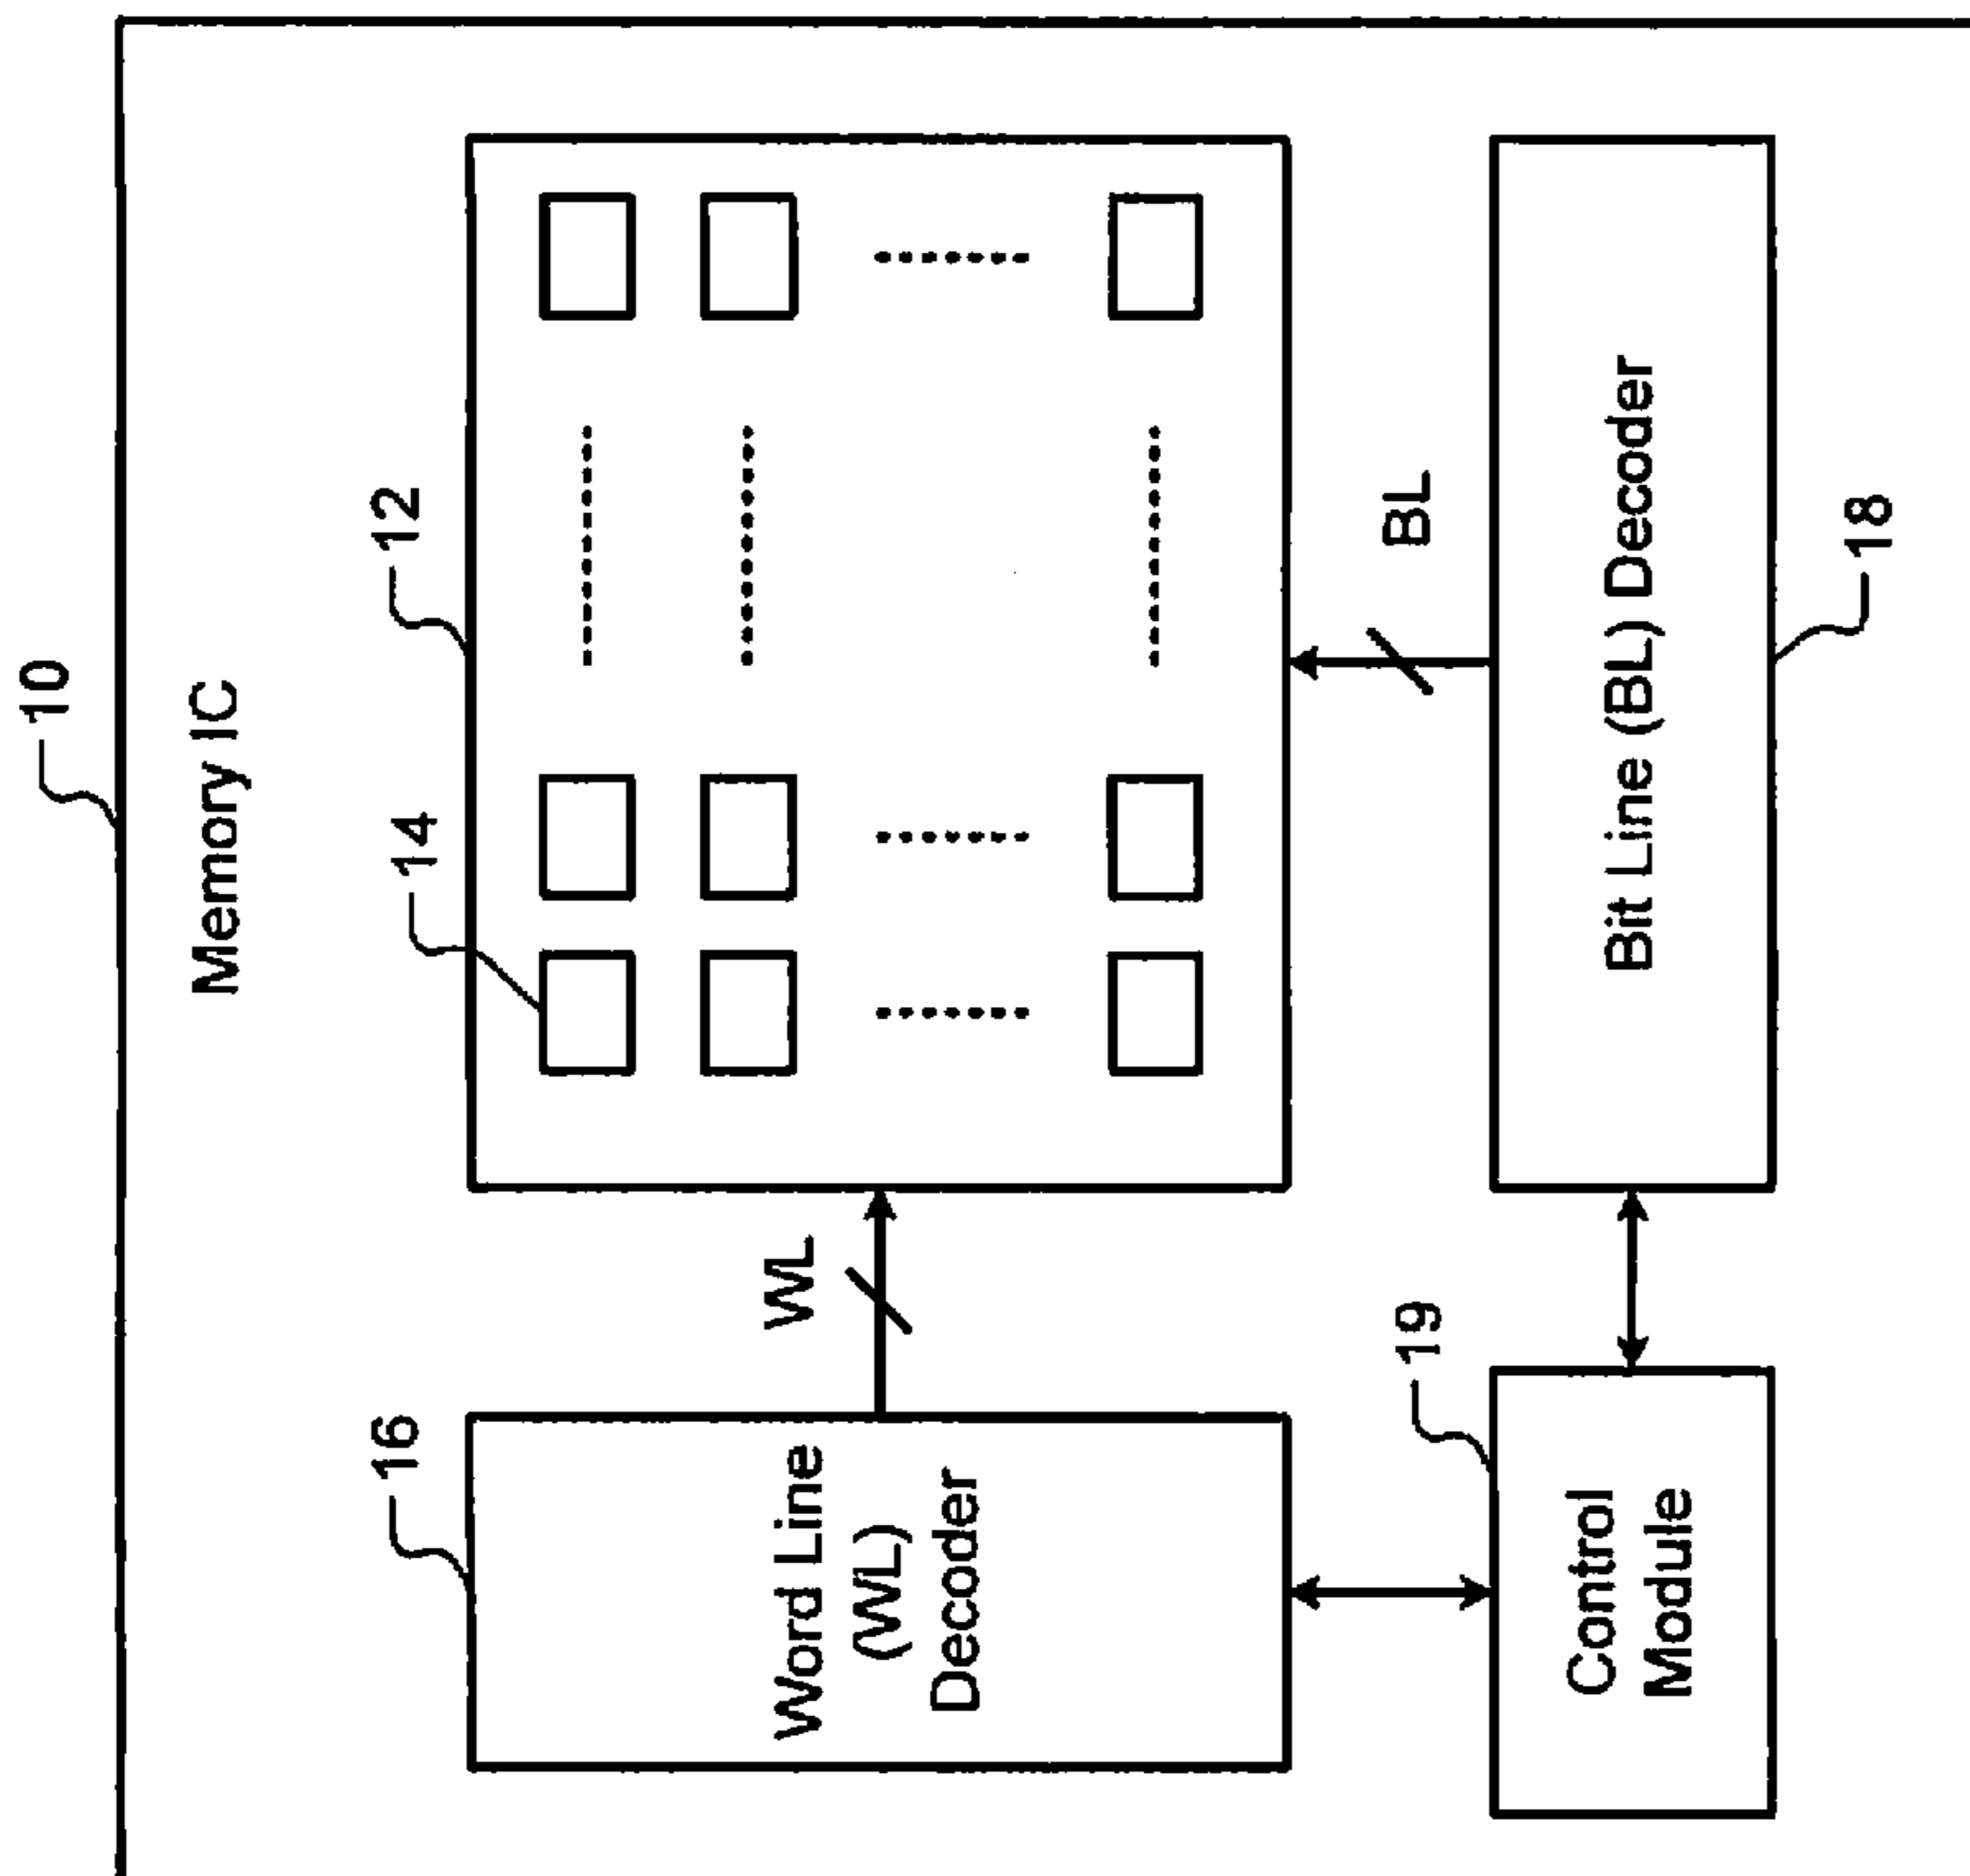 10
Memory IC
12
14
16
Word Line
(WL)
Decoder
WL
BL
19
Control
Module
Bit Line (BL) Decoder
18